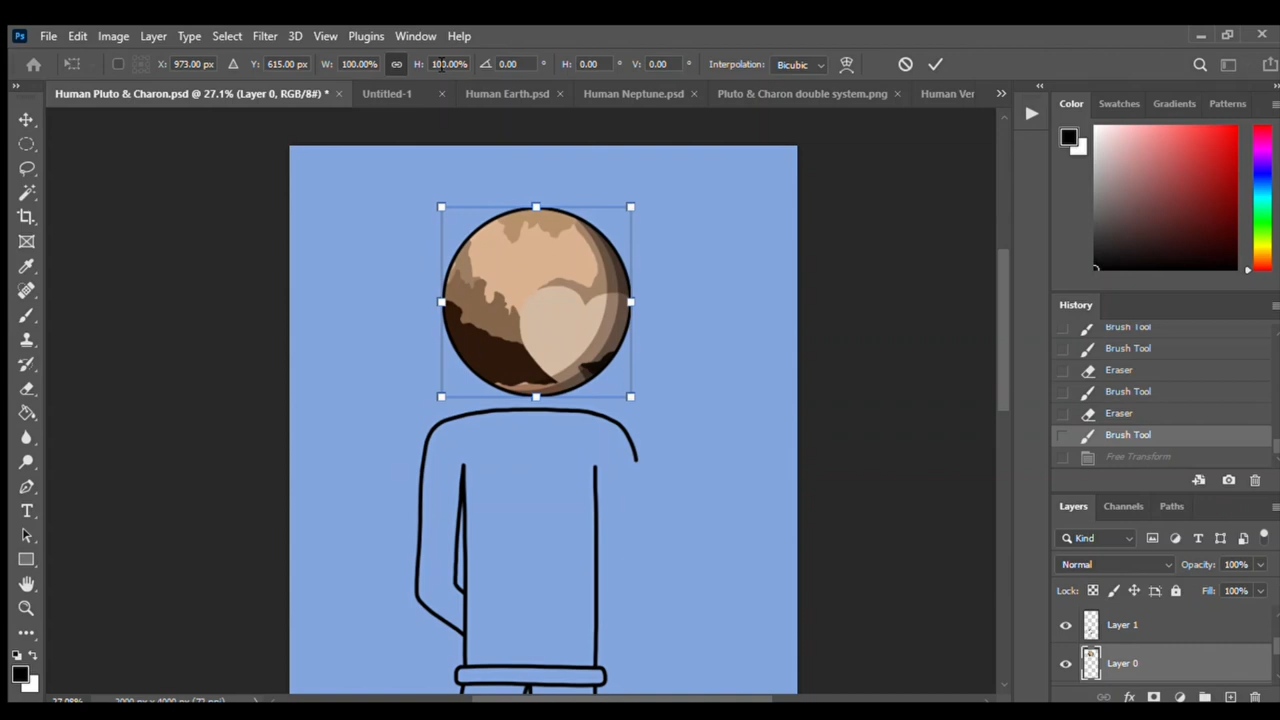 Ps File Edit Image Layer Type Select Filter 3D View Plugins Window Help
X: 973.00 px Y: 615.00 px W: 100.00% H: 100.00% 0.00 ° H: 0.00 ° V: 0.00 ° Interpolation: Bicubic
Human Pluto & Charon.psd @ 27.1% (Layer 0, RGB/8#) * × Untitled-1 × Human Earth.psd × Human Neptune.psd × Pluto & Charon double system.png × Human Ver
Color Swatches Gradients Patterns
History
Brush Tool
Brush Tool
Eraser
Brush Tool
Eraser
Brush Tool
Free Transform
Layers Channels Paths
Kind
Normal Opacity: 100%
Lock: Fill: 100%
Layer 1
Layer 0